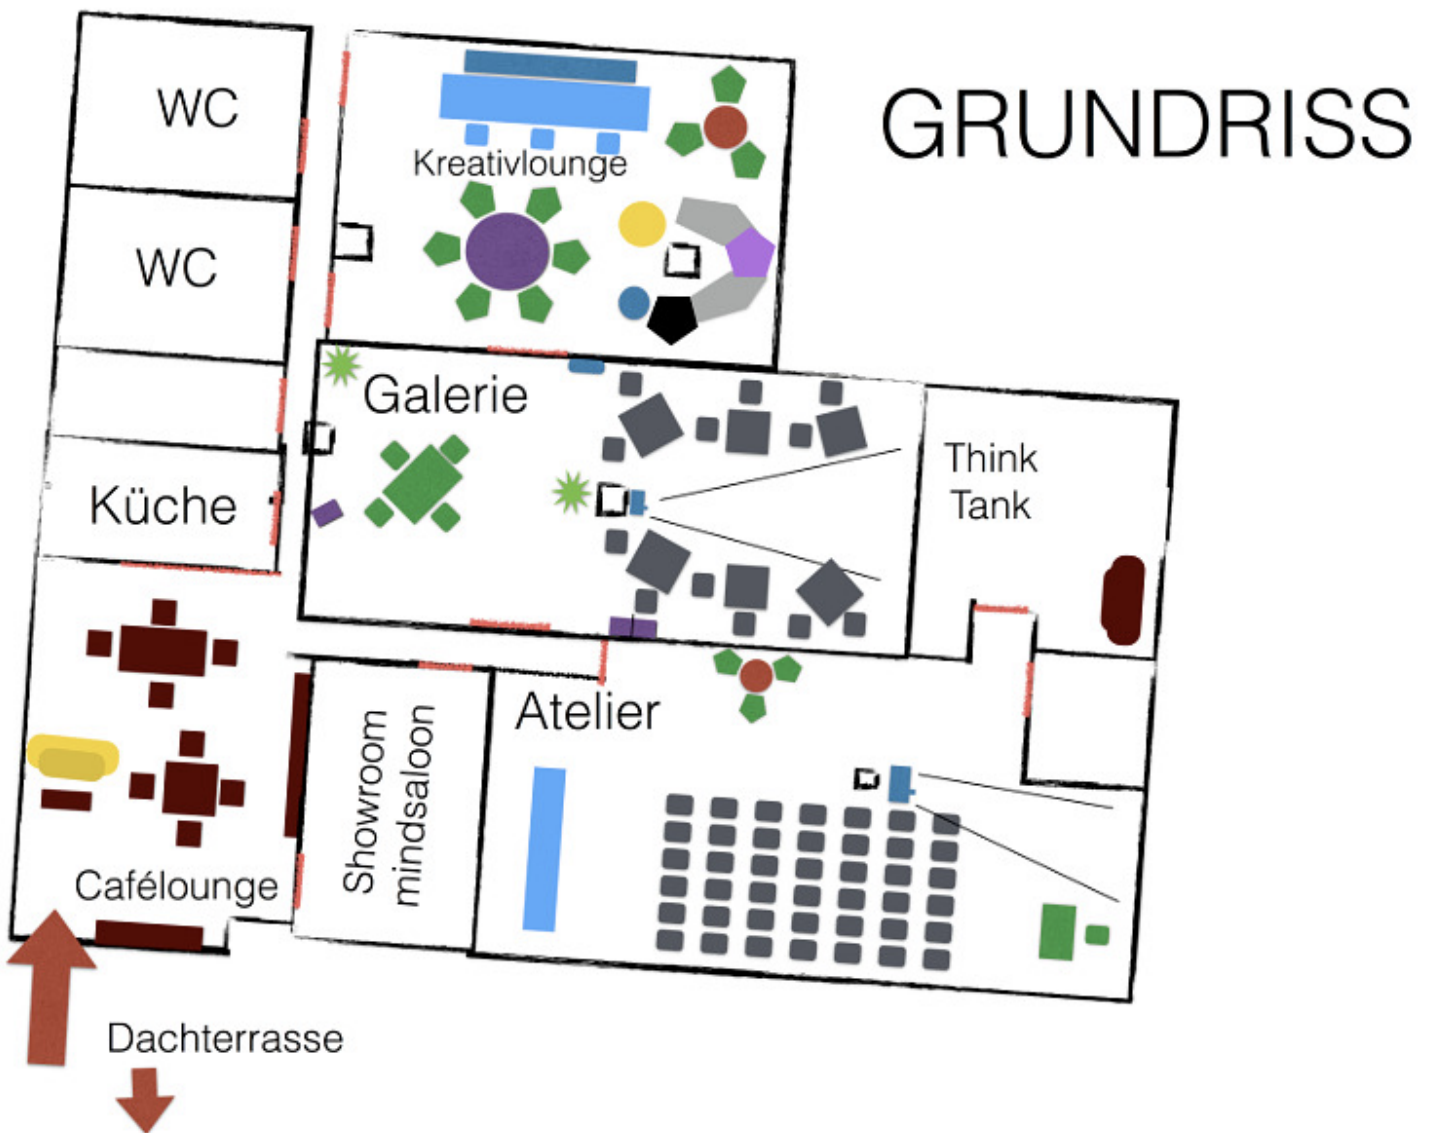 GRUNDRISS
WC
Kreativlounge
WC
Galerie
Think
Tank
Küche
Atelier
Showroom
mindsaloon
Cafélounge
Dachterrasse